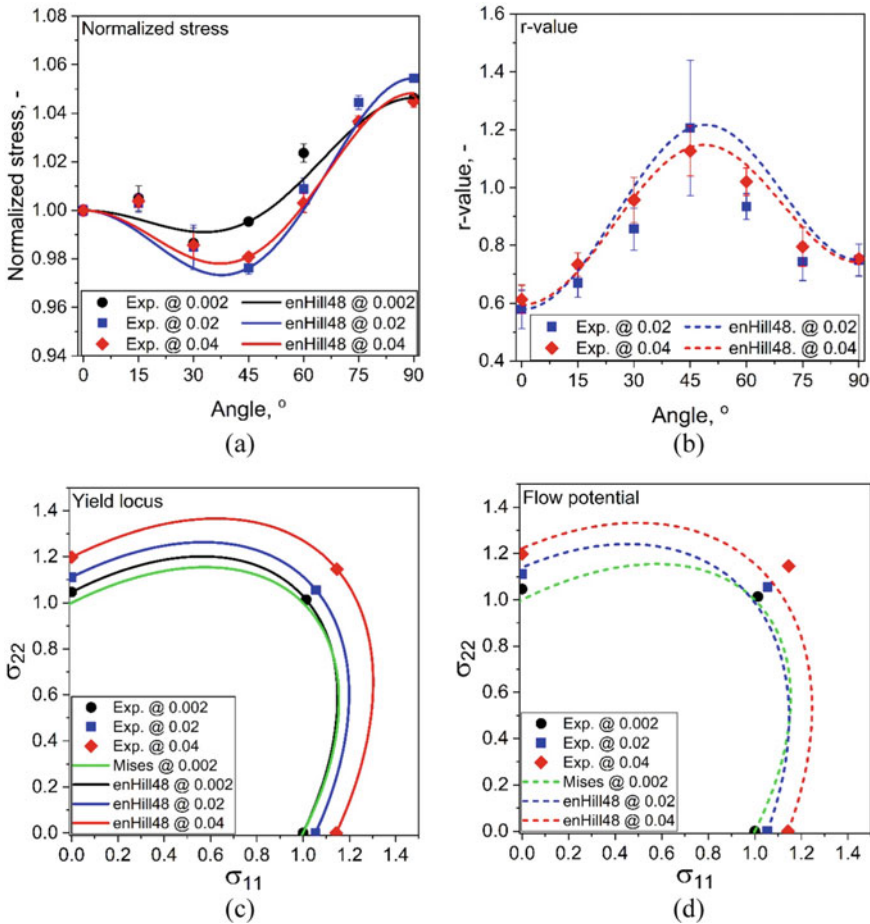 Normalized stress
Normalized stress, -
1.08
1.06
1.04
1.02
1.00
0.98
0.96
0.94
Exp. @ 0.002
enHill48 @ 0.002
Exp. @ 0.02
enHill48 @ 0.02
Exp. @ 0.04
enHill48 @ 0.04
0 15 30 45 60 75 90
Angle, º
(a)
r-value
r-value, -
1.6
1.4
1.2
1.0
0.8
0.6
0.4
Exp. @ 0.02
enHill48. @ 0.02
Exp. @ 0.04
enHill48. @ 0.04
0 15 30 45 60 75 90
Angle, º
(b)
Yield locus
σ22
1.4
1.2
1.0
0.8
0.6
0.4
0.2
0.0
Exp. @ 0.002
Exp. @ 0.02
Exp. @ 0.04
Mises @ 0.002
enHill48 @ 0.002
enHill48 @ 0.02
enHill48 @ 0.04
0.0 0.2 0.4 0.6 0.8 1.0 1.2 1.4
σ11
(c)
Flow potential
σ22
1.4
1.2
1.0
0.8
0.6
0.4
0.2
0.0
Exp. @ 0.002
Exp. @ 0.02
Exp. @ 0.04
Mises @ 0.002
enHill48 @ 0.02
enHill48 @ 0.04
0.0 0.2 0.4 0.6 0.8 1.0 1.2 1.4
σ11
(d)